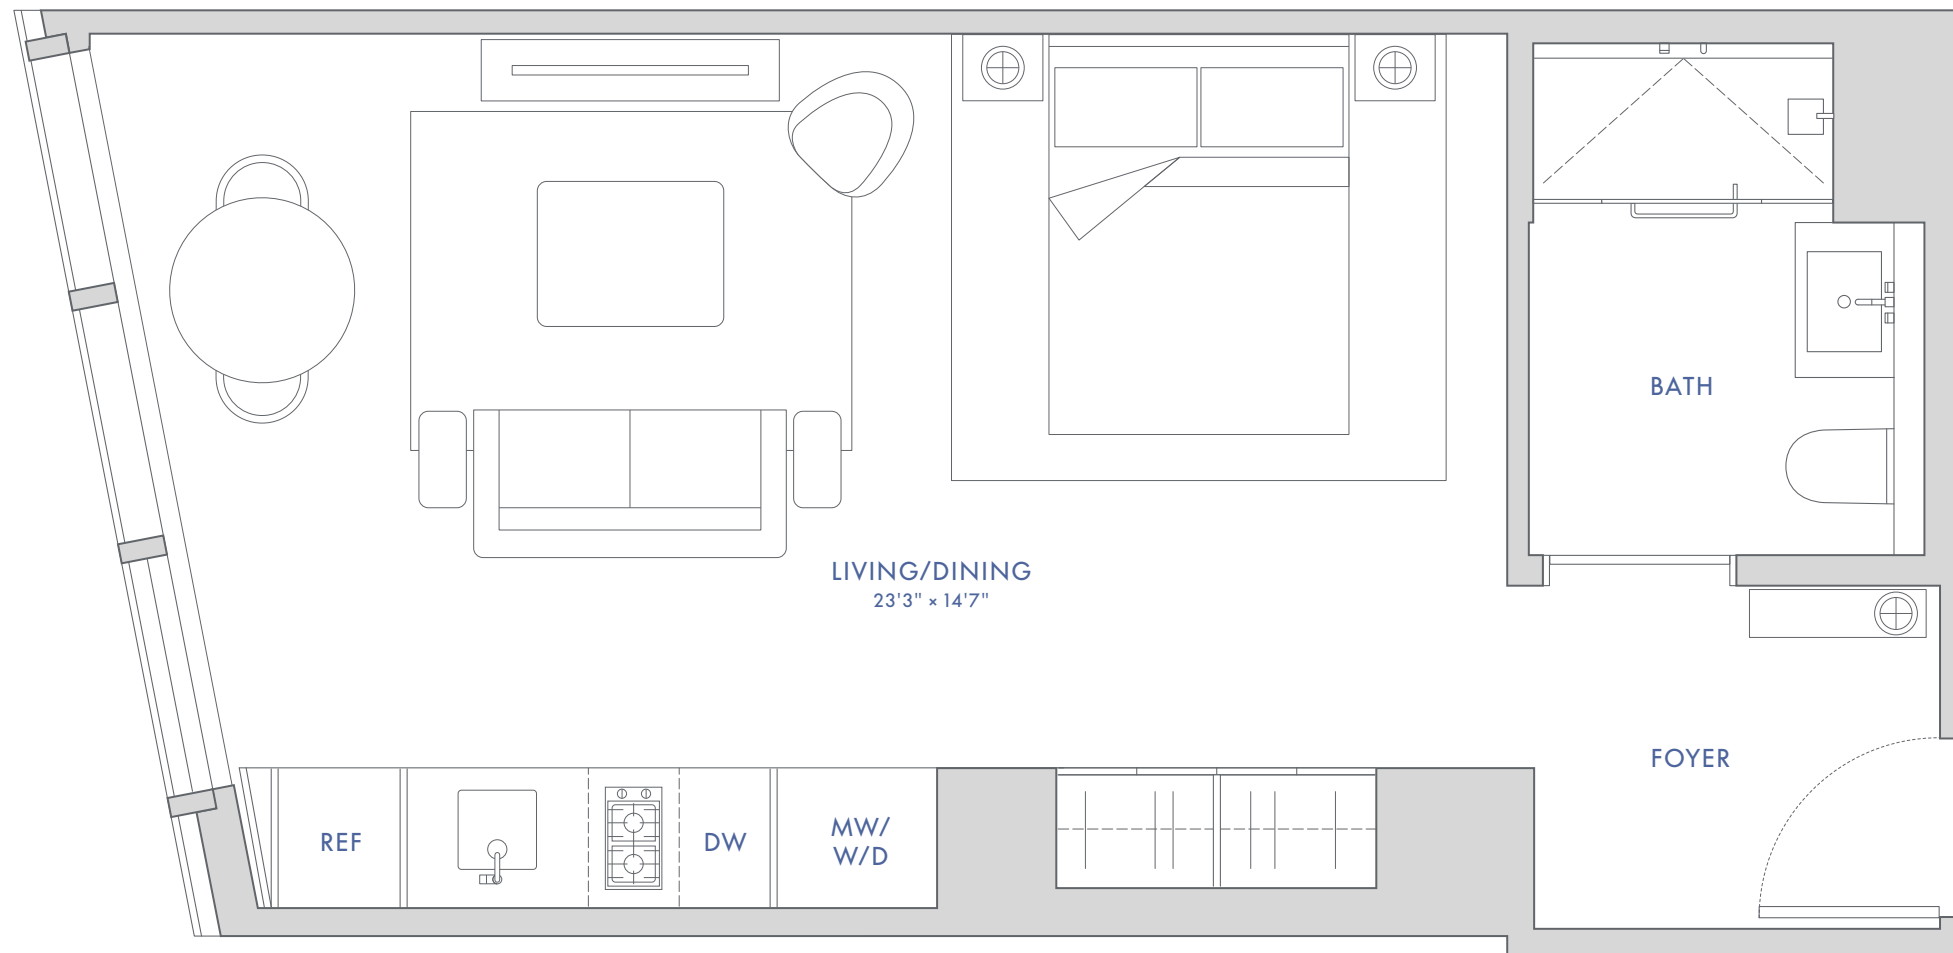 BATH
LIVING/DINING
23'3" × 14'7"
FOYER
REF
DW
MW/
W/D